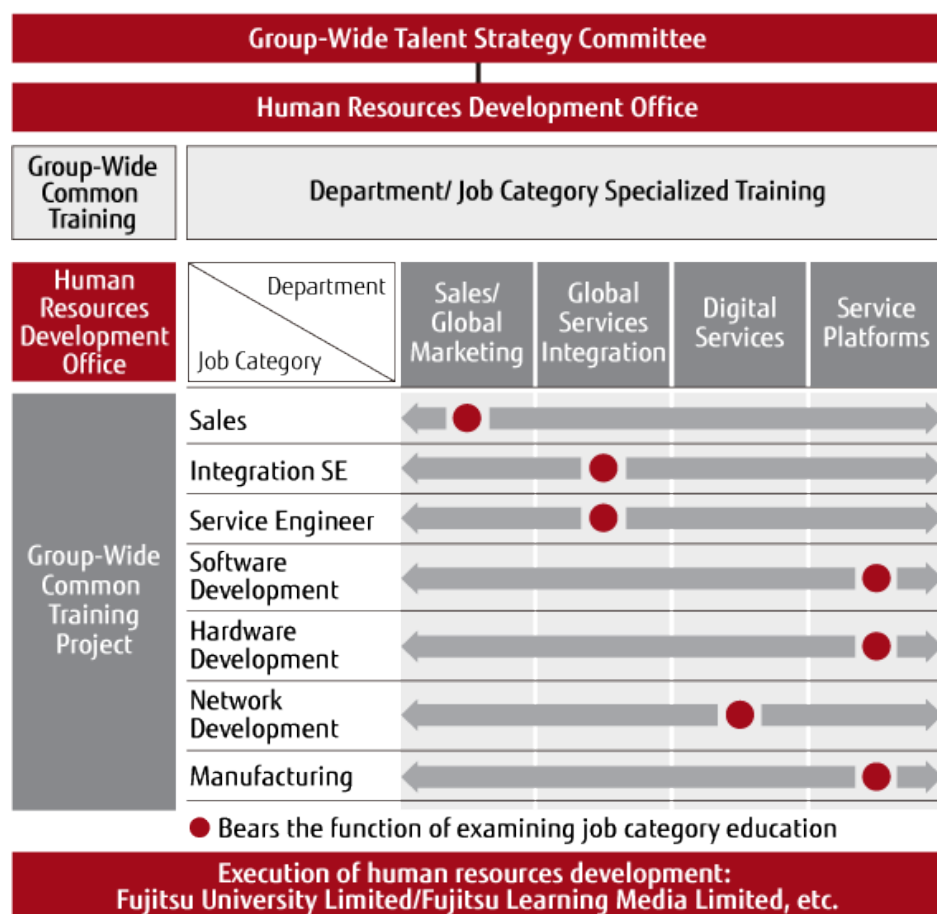 Group-Wide Talent Strategy Committee
Human Resources Development Office
Group-Wide
Common
Training
Department/ Job Category Specialized Training
Human
Resources
Development
Office
Department
Job Category
Sales/
Global
Marketing
Global
Services
Integration
Digital
Services
Service
Platforms
Group-Wide
Common
Training
Project
Sales
Integration SE
Service Engineer
Software
Development
Hardware
Development
Network
Development
Manufacturing
Bears the function of examining job category education
Execution of human resources development:
Fujitsu University Limited/Fujitsu Learning Media Limited, etc.